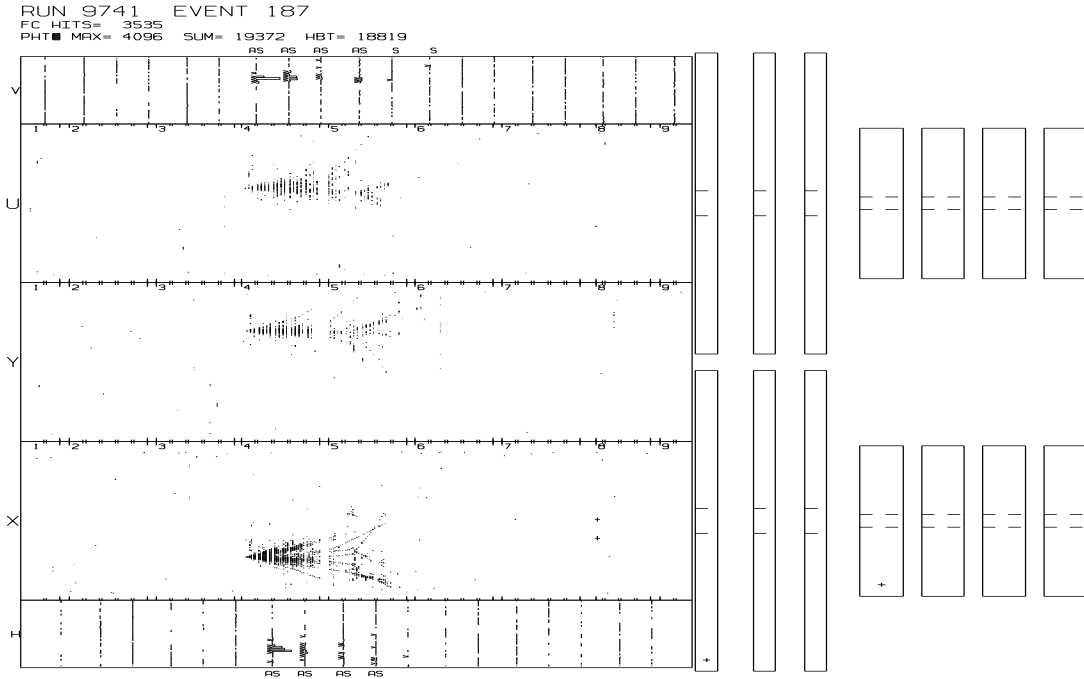 RUN 9741 EVENT 187
FC HITS= 3535
PHT■ MAX= 4096 SUM= 19372 HBT= 18819
AS AS AS AS S S
V
1 2 3 4 5 6 7 8 9
U
1 2 3 4 5 6 7 8 9
Y
1 2 3 4 5 6 7 8 9
X
H
AS AS AS AS